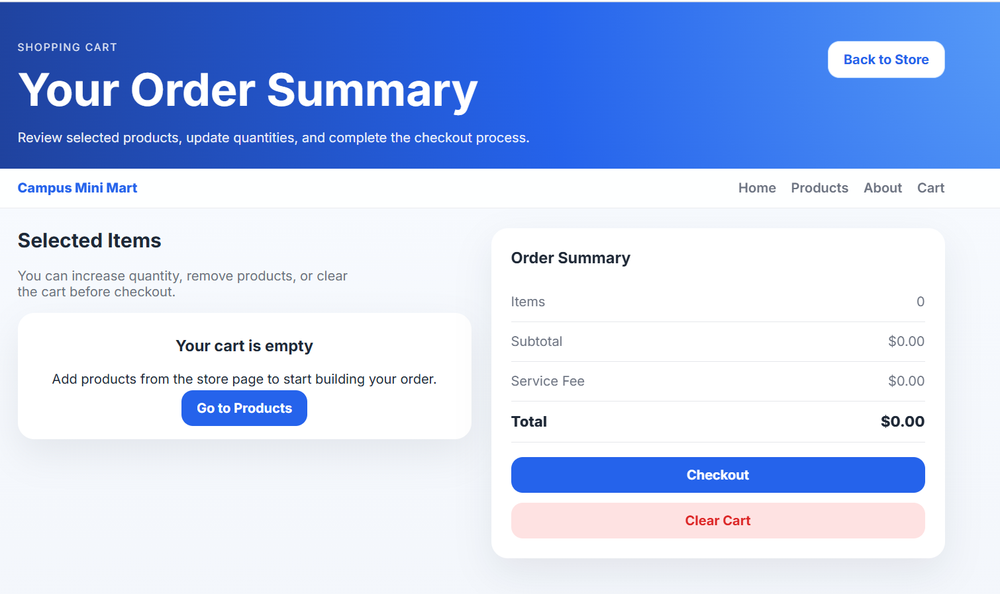 SHOPPING CART
Your Order Summary
Review selected products, update quantities, and complete the checkout process.
Back to Store
Campus Mini Mart
Home Products About Cart
Selected Items
You can increase quantity, remove products, or clear
the cart before checkout.
Your cart is empty
Add products from the store page to start building your order.
Go to Products
Order Summary
Items 0
Subtotal $0.00
Service Fee $0.00
Total $0.00
Checkout
Clear Cart